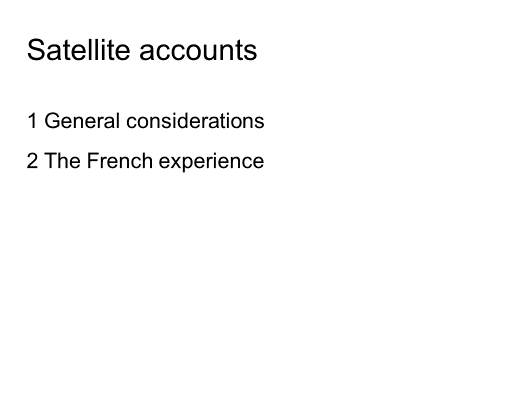 Satellite accounts
1 General considerations
2 The French experience